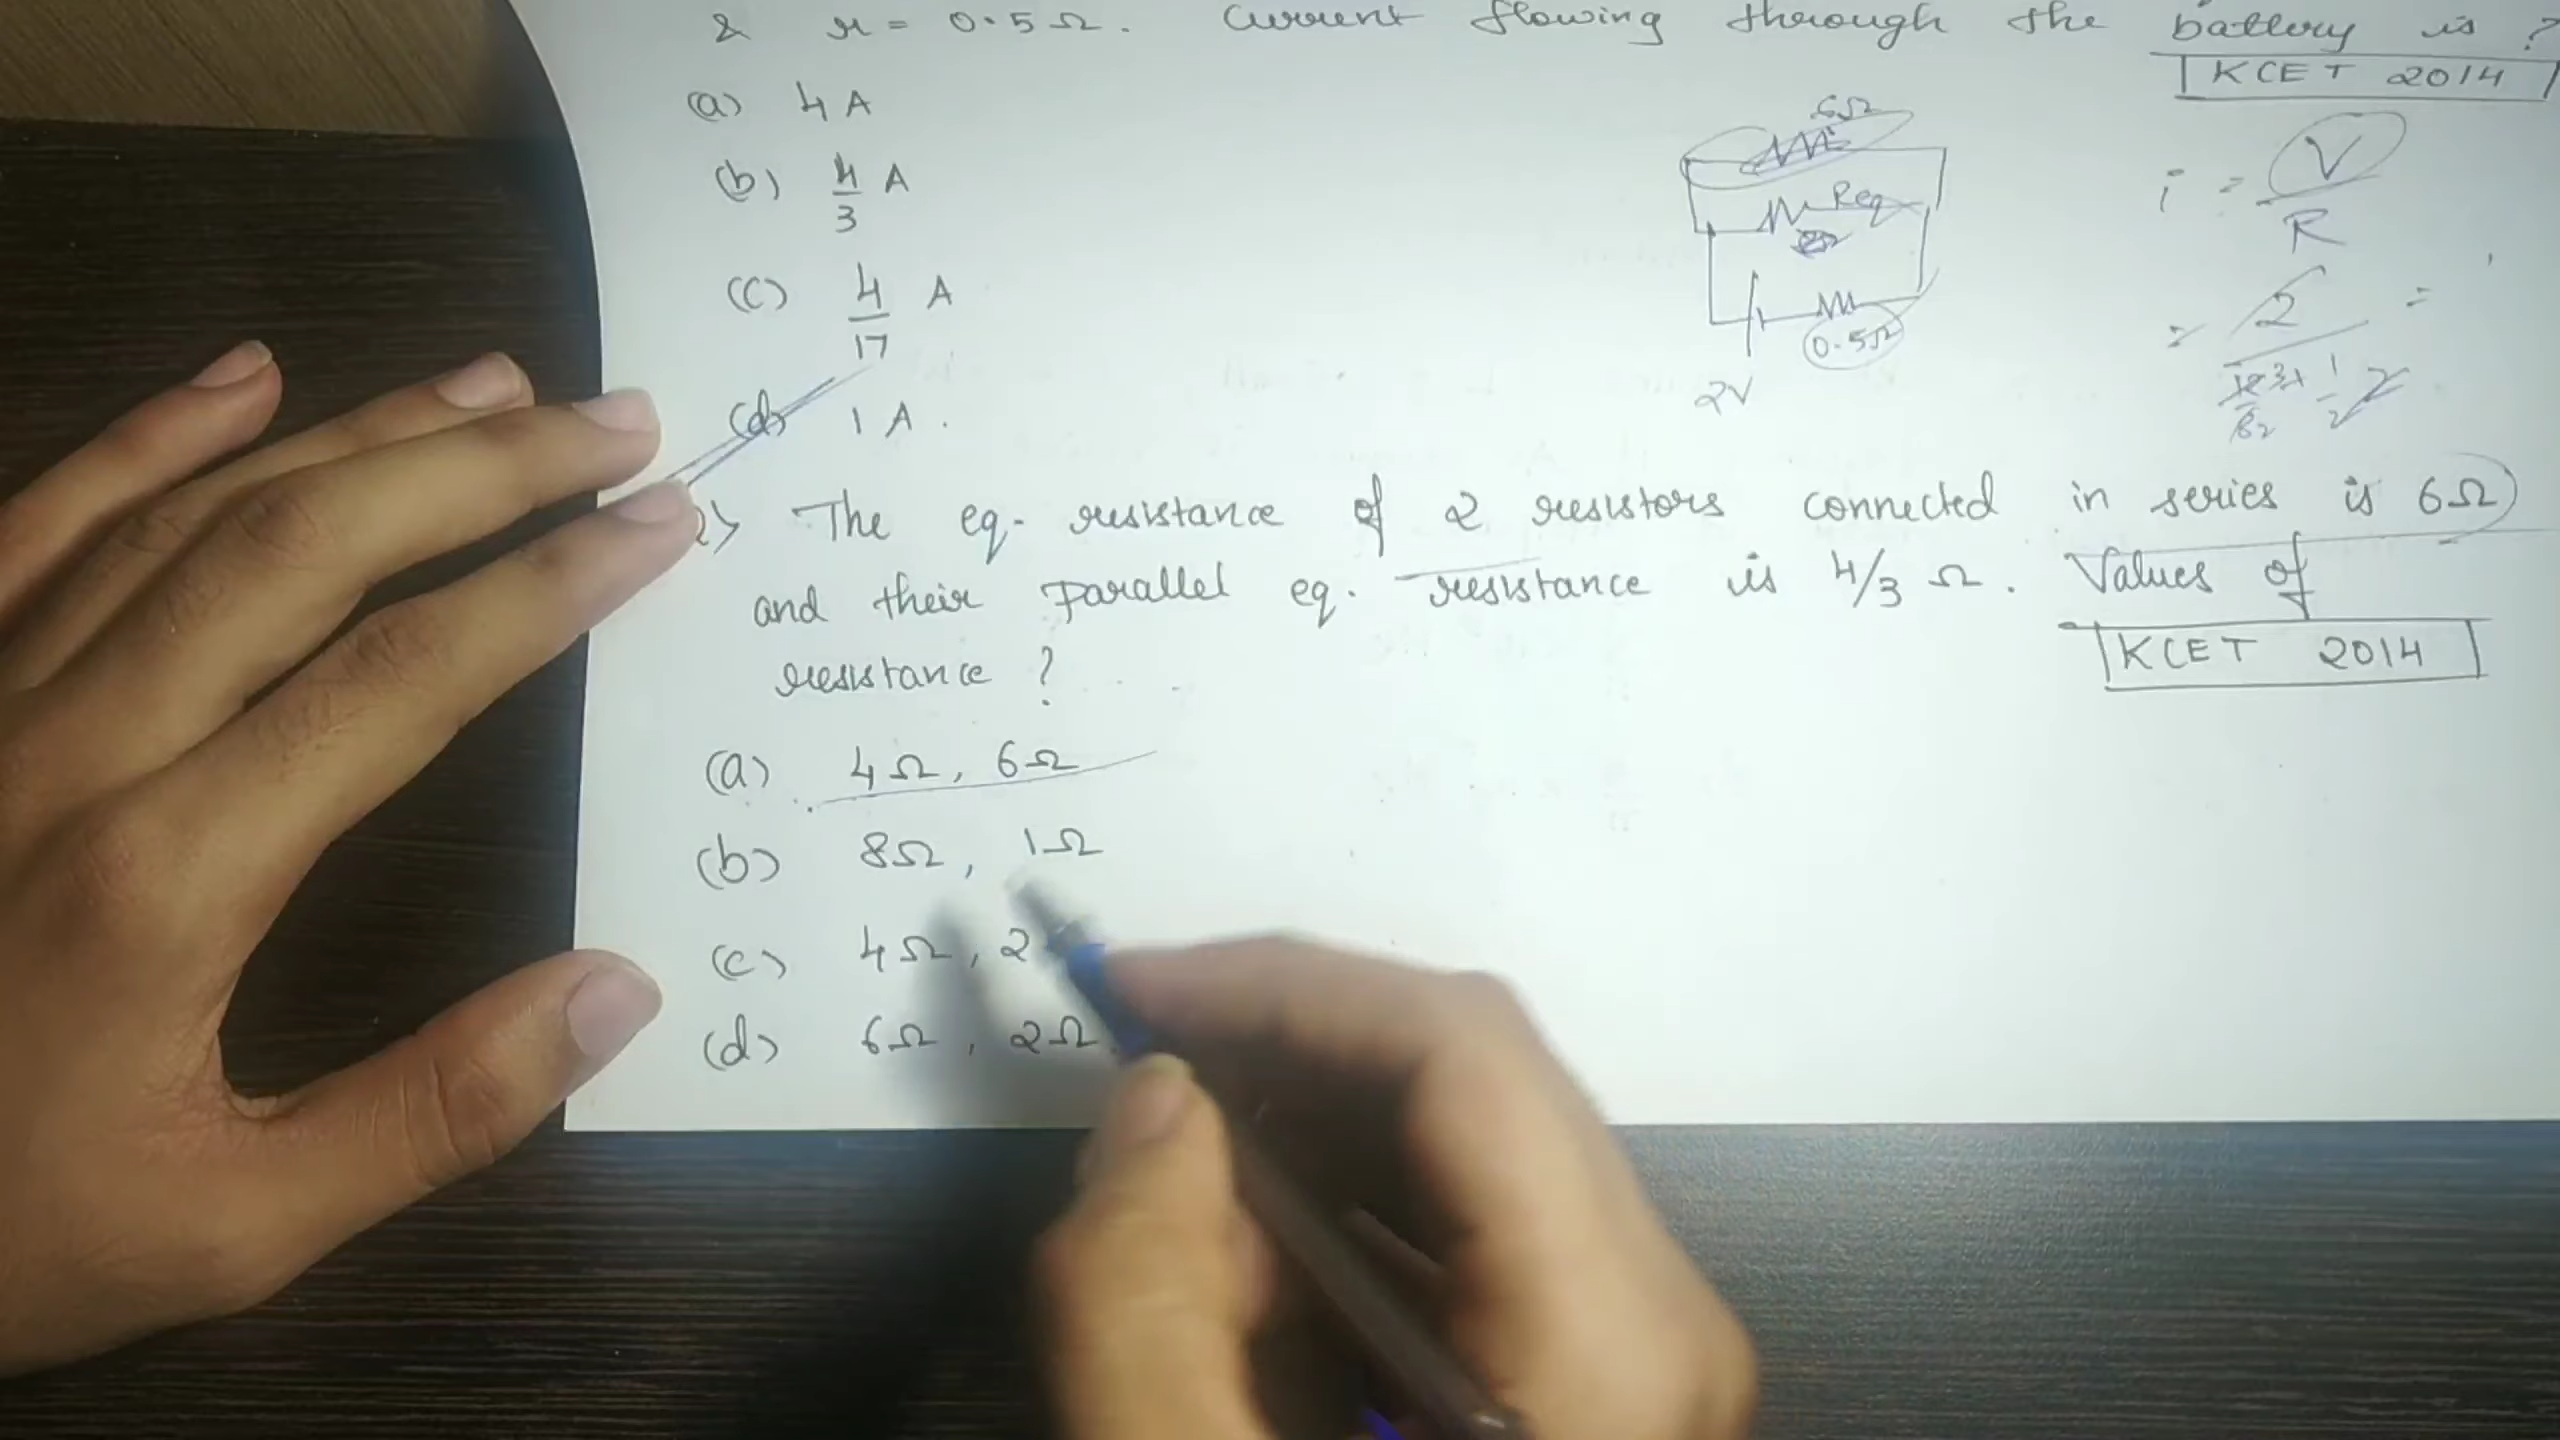 & r = 0.5Ω. Current flowing through the battery is ?
KCET 2014
(a) 4 A
(b) 4/3 A
(c) 4/17 A
(d) 1 A.
6Ω
Req
0.5Ω
2V
i = V/R
= 2 =
2) The eq. resistance of 2 resistors connected in series is 6Ω
and their parallel eq. resistance is 4/3 Ω. Values of
resistance ?
KCET 2014
(a) 4Ω, 6Ω
(b) 8Ω, 1Ω
(c) 4Ω, 2
(d) 6Ω, 2Ω